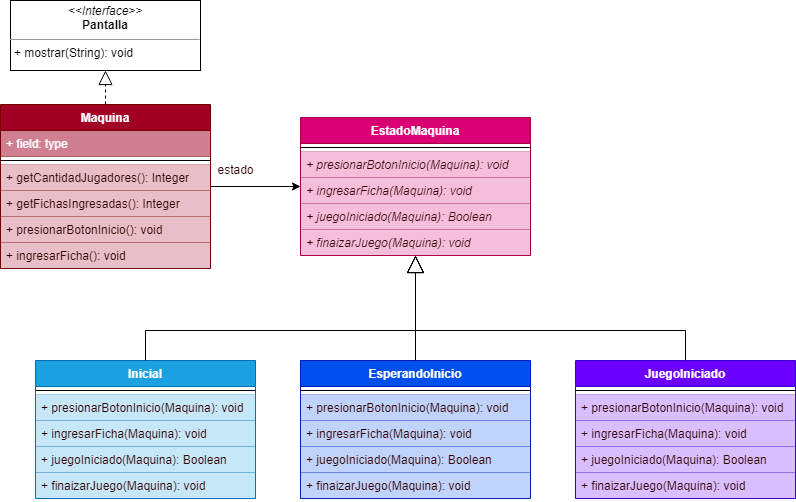 <<Interface>>
Pantalla
+ mostrar(String): void
Maquina
+ field: type
+ getCantidadJugadores(): Integer
+ getFichasIngresadas(): Integer
+ presionarBotonInicio(): void
+ ingresarFicha(): void
estado
EstadoMaquina
+ presionarBotonInicio(Maquina): void
+ ingresarFicha(Maquina): void
+ juegoIniciado(Maquina): Boolean
+ finaizarJuego(Maquina): void
Inicial
+ presionarBotonInicio(Maquina): void
+ ingresarFicha(Maquina): void
+ juegoIniciado(Maquina): Boolean
+ finaizarJuego(Maquina): void
EsperandoInicio
+ presionarBotonInicio(Maquina): void
+ ingresarFicha(Maquina): void
+ juegoIniciado(Maquina): Boolean
+ finaizarJuego(Maquina): void
JuegoIniciado
+ presionarBotonInicio(Maquina): void
+ ingresarFicha(Maquina): void
+ juegoIniciado(Maquina): Boolean
+ finaizarJuego(Maquina): void